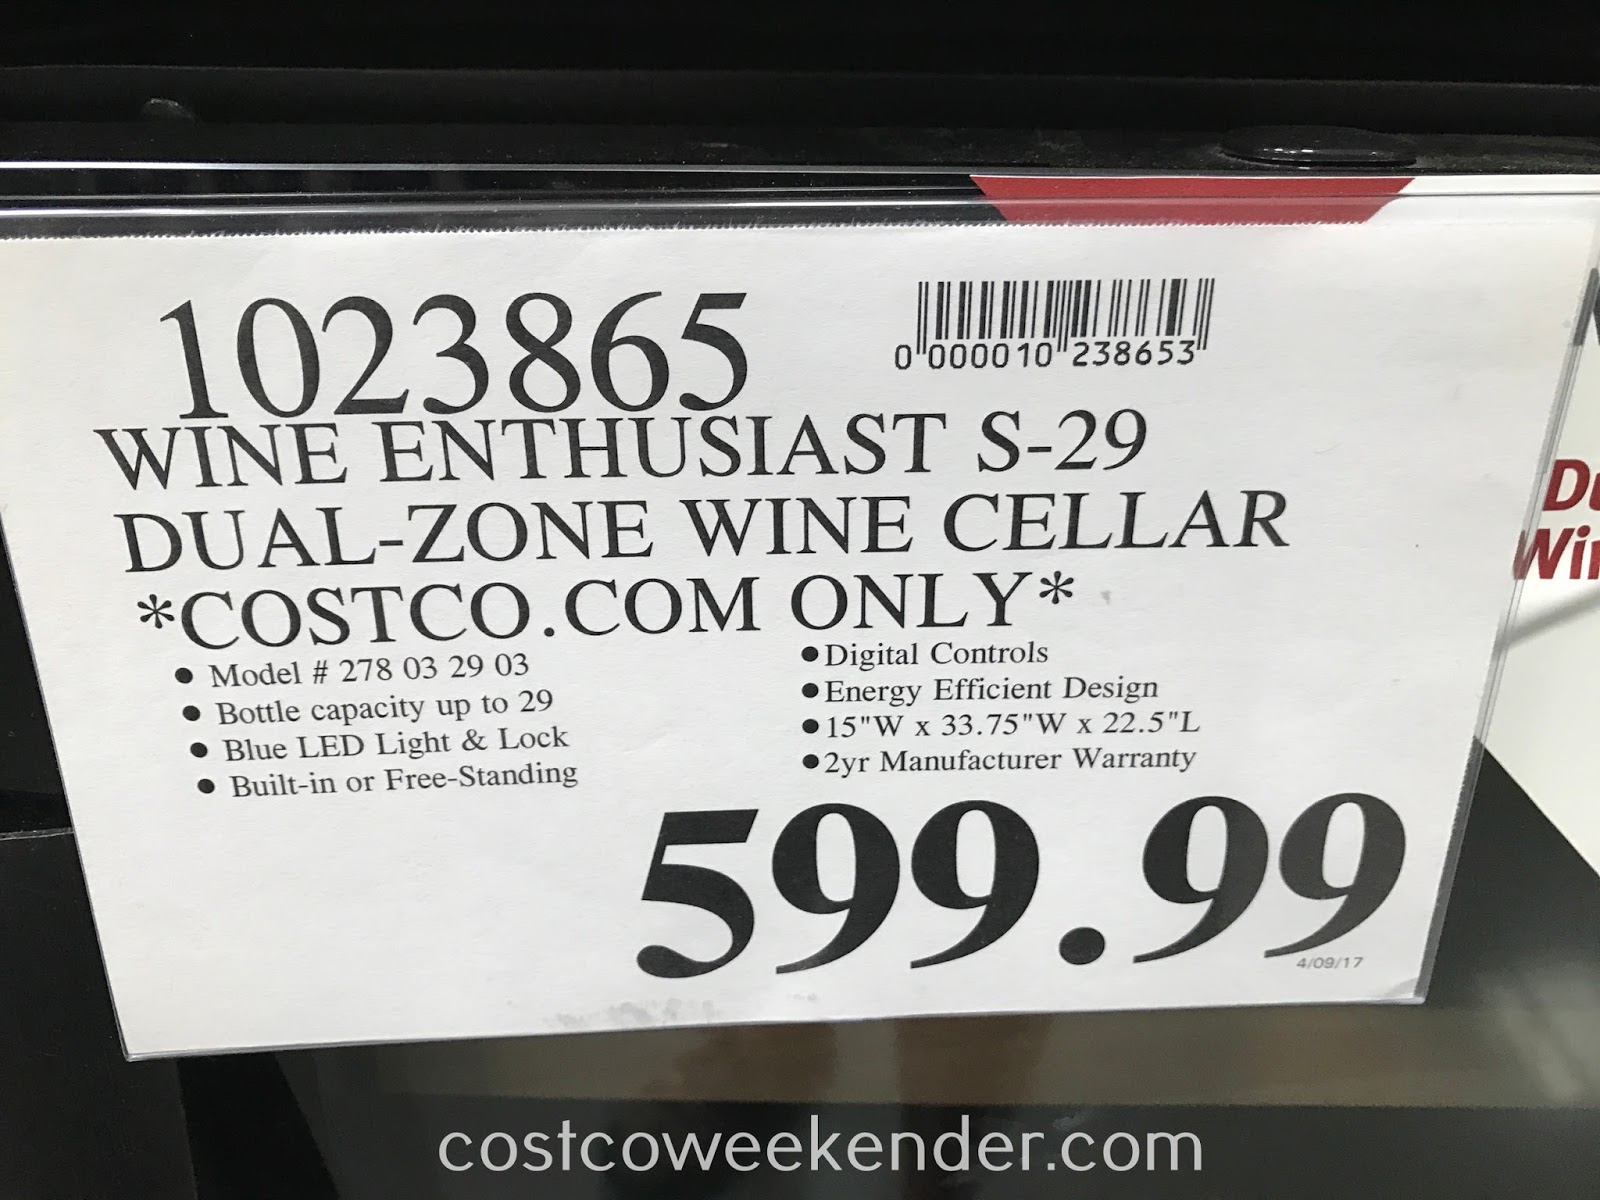 1023865
0 000010 238653
WINE ENTHUSIAST S-29
DUAL-ZONE WINE CELLAR
*COSTCO.COM ONLY*
● Model # 278 03 29 03
● Bottle capacity up to 29
● Blue LED Light & Lock
● Built-in or Free-Standing
● Digital Controls
● Energy Efficient Design
● 15"W x 33.75"W x 22.5"L
● 2yr Manufacturer Warranty
599.99
4/09/17
costcoweekender.com